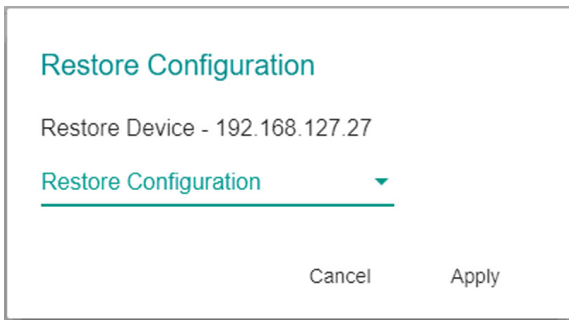 Restore Configuration
Restore Device - 192.168.127.27
Restore Configuration
Cancel Apply